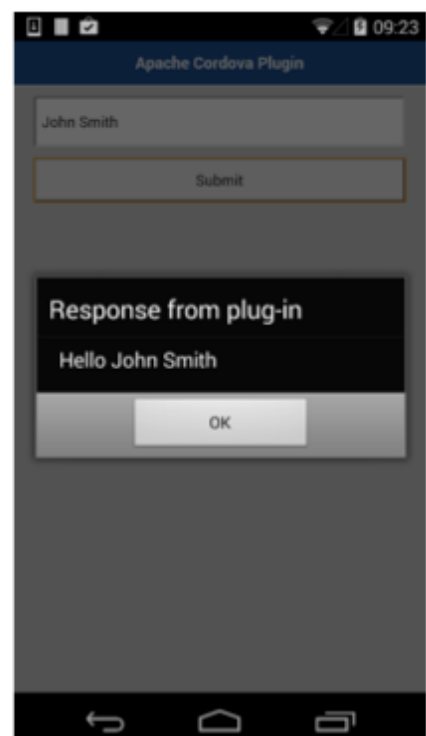 09:23
Apache Cordova Plugin
John Smith
Submit
Response from plug-in
Hello John Smith
OK